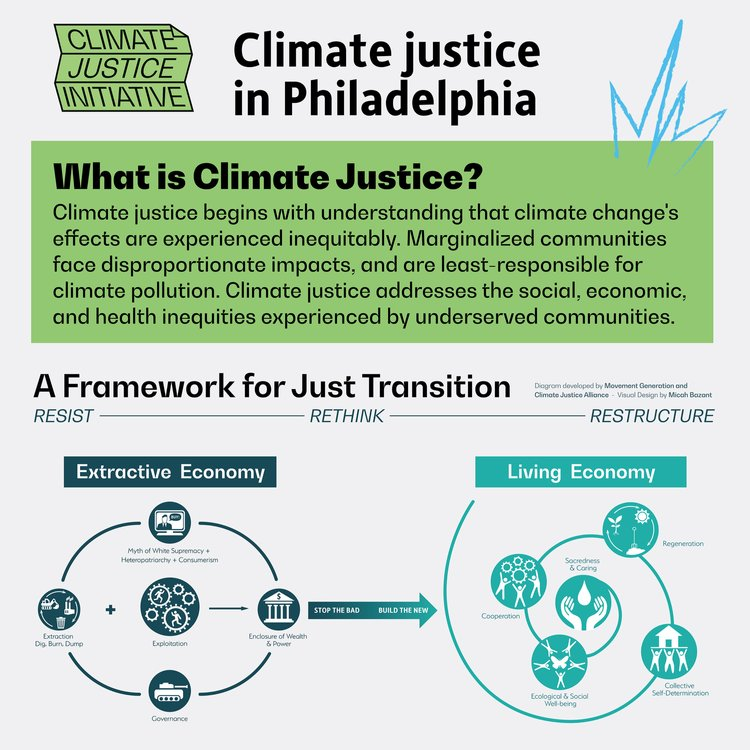 CLIMATE
JUSTICE
INITIATIVE
Climate justice
in Philadelphia
What is Climate Justice?
Climate justice begins with understanding that climate change's
effects are experienced inequitably. Marginalized communities
face disproportionate impacts, and are least-responsible for
climate pollution. Climate justice addresses the social, economic,
and health inequities experienced by underserved communities.
A Framework for Just Transition
Diagram developed by Movement Generation and
Climate Justice Alliance - Visual Design by Micah Bazant
RESIST RETHINK RESTRUCTURE
Extractive Economy
Myth of White Supremacy +
Heteropatriarchy + Consumerism
Extraction
Dig, Burn, Dump
+
Exploitation
$
Enclosure of Wealth
& Power
Governance
STOP THE BAD BUILD THE NEW
Living Economy
Regeneration
Sacredness
& Caring
Cooperation
Ecological & Social
Well-being
Collective
Self-Determination